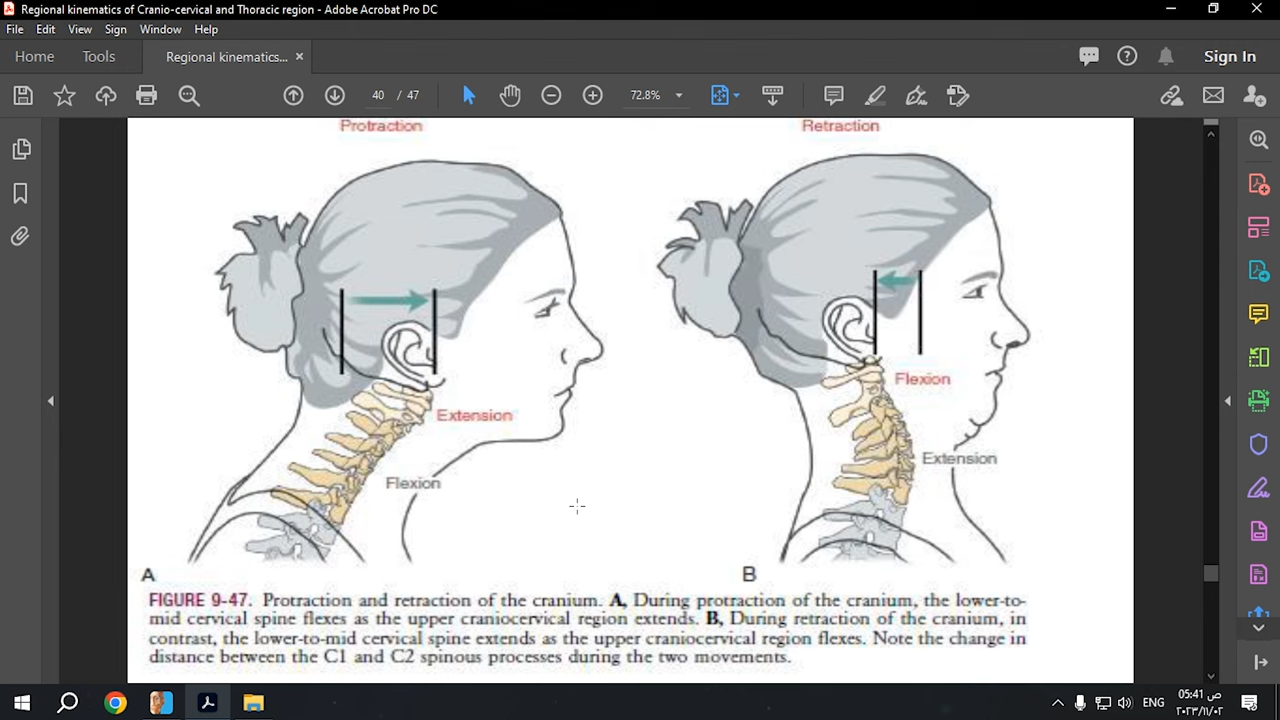 Regional kinematics of Cranio-cervical and Thoracic region - Adobe Acrobat Pro DC
File Edit View Sign Window Help
Home Tools Regional kinematics... × Sign In
40 / 47 72.8%
Protraction Retraction
Flexion
Extension
Extension
Flexion
A B
FIGURE 9-47. Protraction and retraction of the cranium. A, During protraction of the cranium, the lower-to-
mid cervical spine flexes as the upper craniocervical region extends. B, During retraction of the cranium, in
contrast, the lower-to-mid cervical spine extends as the upper craniocervical region flexes. Note the change in
distance between the C1 and C2 spinous processes during the two movements.
ENG 05:41 ص
٢٠٢٣/١١/٠٢